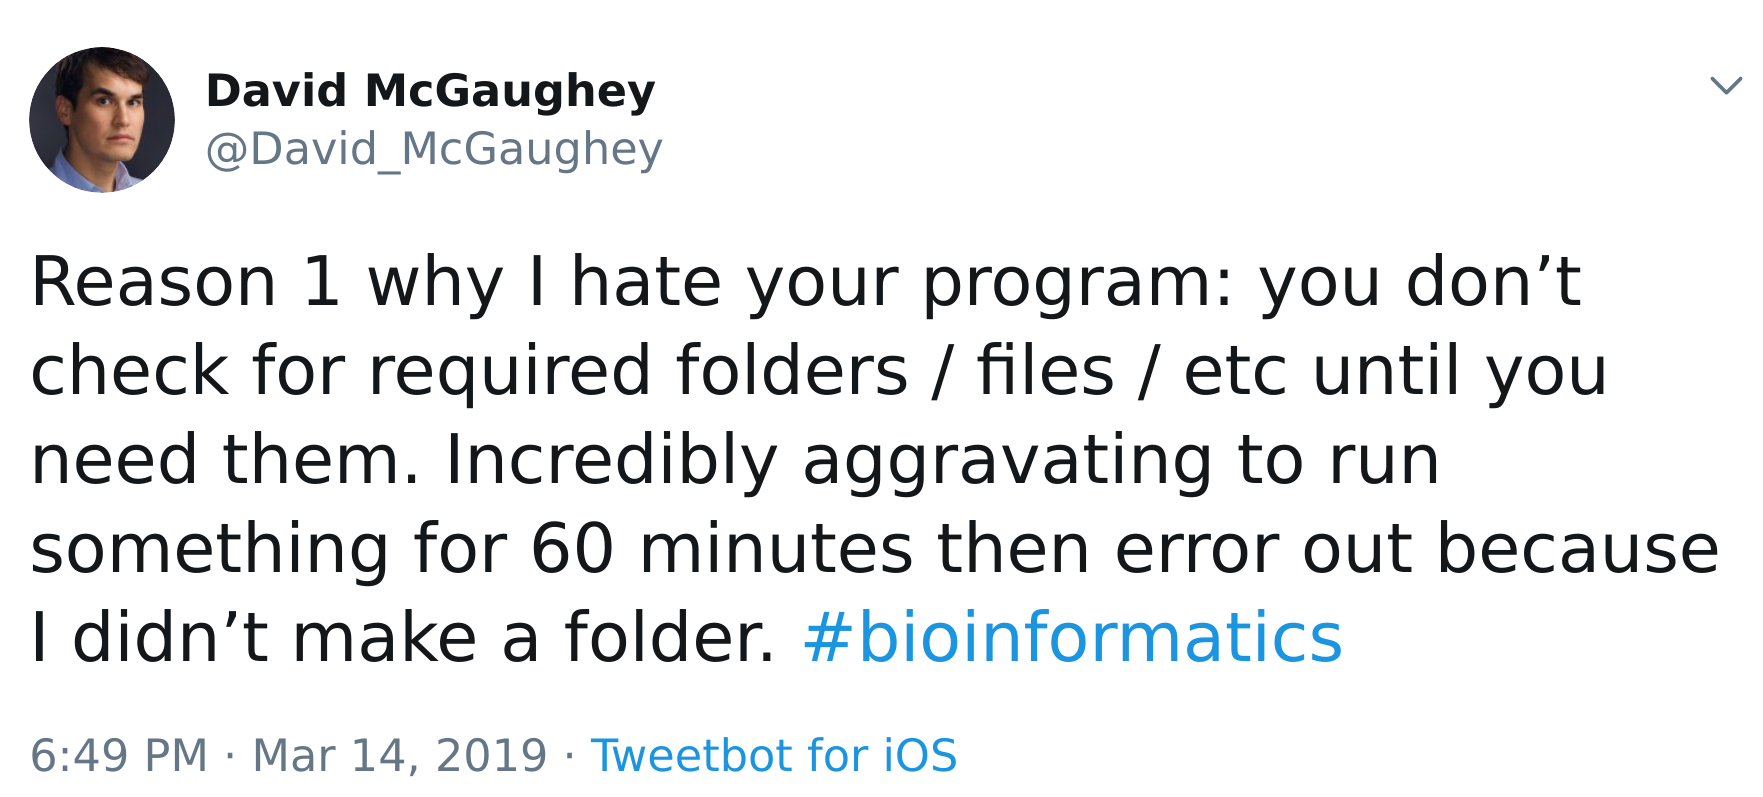 David McGaughey
@David_McGaughey
Reason 1 why I hate your program: you don’t
check for required folders / files / etc until you
need them. Incredibly aggravating to run
something for 60 minutes then error out because
I didn’t make a folder. #bioinformatics
6:49 PM · Mar 14, 2019 · Tweetbot for iOS